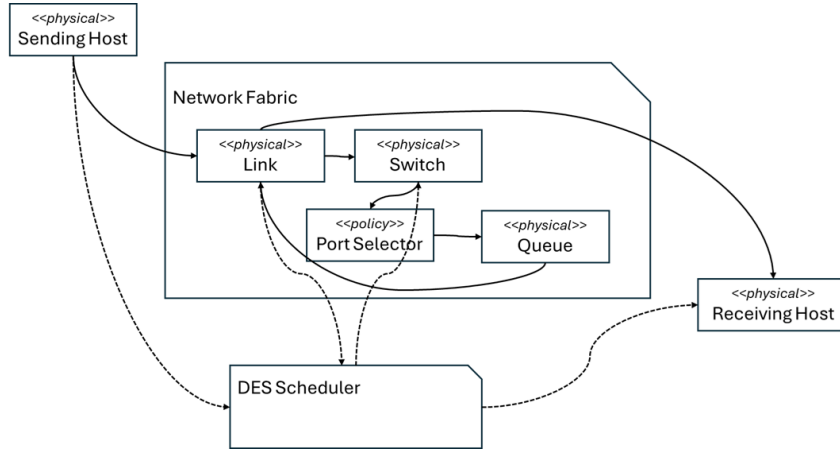 <<physical>>
Sending Host
Network Fabric
<<physical>>
Link
<<physical>>
Switch
<<policy>>
Port Selector
<<physical>>
Queue
<<physical>>
Receiving Host
DES Scheduler